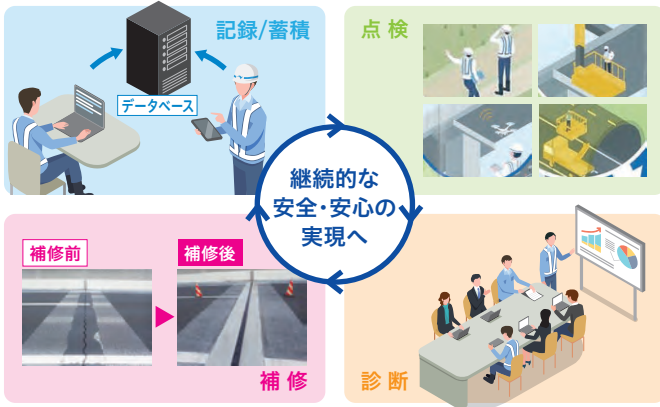 記録/蓄積
データベース
点検
継続的な
安全・安心の
実現へ
補修前
補修後
補修
診断